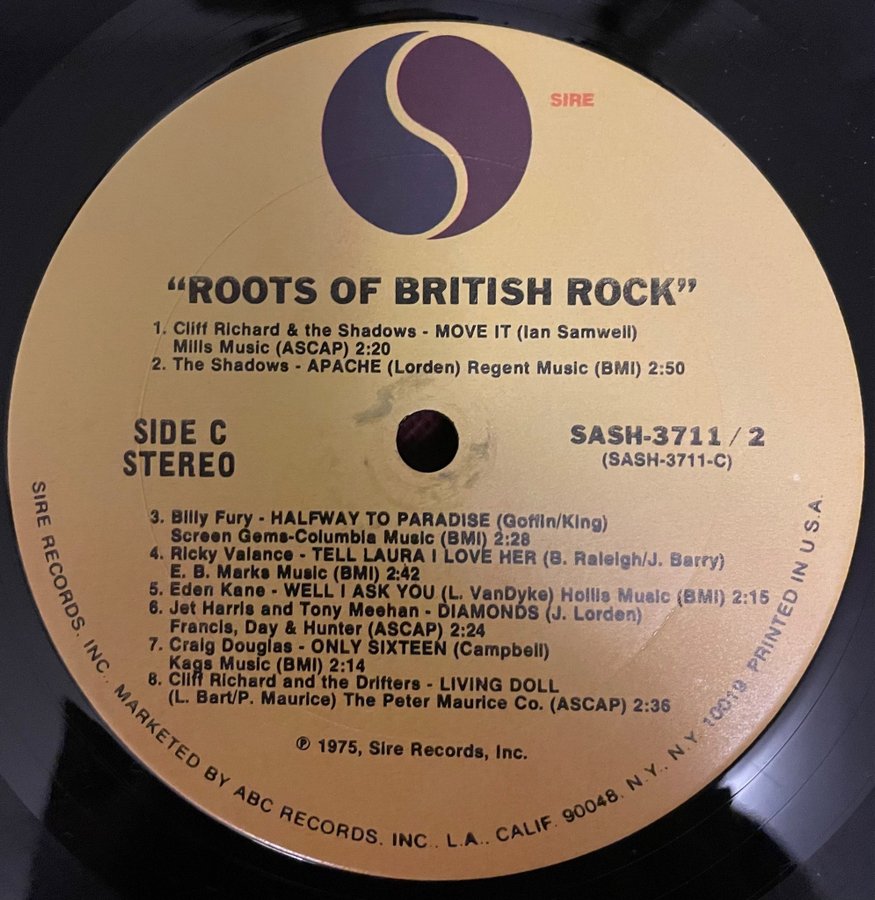 SIRE
“ROOTS OF BRITISH ROCK”
1. Cliff Richard & the Shadows - MOVE IT (Ian Samwell)
Mills Music (ASCAP) 2:20
2. The Shadows - APACHE (Lorden) Regent Music (BMI) 2:50
SIDE C
STEREO
SASH-3711 / 2
(SASH-3711-C)
3. Billy Fury - HALFWAY TO PARADISE (Goffin/King)
Screen Gems-Columbia Music (BMI) 2:28
4. Ricky Valance - TELL LAURA I LOVE HER (B. Raleigh/J. Barry)
E. B. Marks Music (BMI) 2:42
5. Eden Kane - WELL I ASK YOU (L. VanDyke) Hollis Music (BMI) 2:15
6. Jet Harris and Tony Meehan - DIAMONDS (J. Lorden)
Francis, Day & Hunter (ASCAP) 2:24
7. Craig Douglas - ONLY SIXTEEN (Campbell)
Kags Music (BMI) 2:14
8. Cliff Richard and the Drifters - LIVING DOLL
(L. Bart/P. Maurice) The Peter Maurice Co. (ASCAP) 2:36
℗ 1975, Sire Records, Inc.
SIRE RECORDS, INC., MARKETED BY ABC RECORDS, INC., L.A., CALIF. 90048, N.Y., N.Y. 10019 PRINTED IN U.S.A.